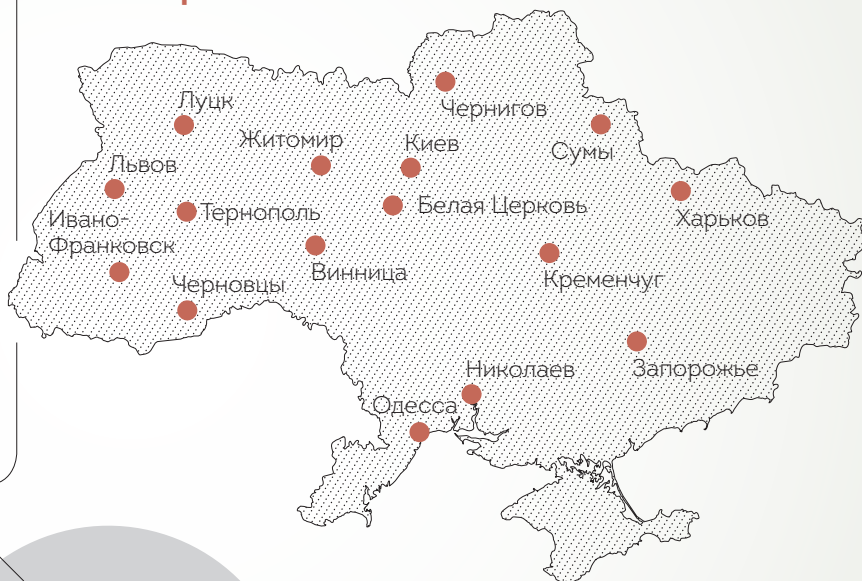 Луцк
Чернигов
Житомир
Киев
Сумы
Львов
Белая Церковь
Тернополь
Харьков
Ивано-
Франковск
Винница
Кременчуг
Черновцы
Николаев
Запорожье
Одесса